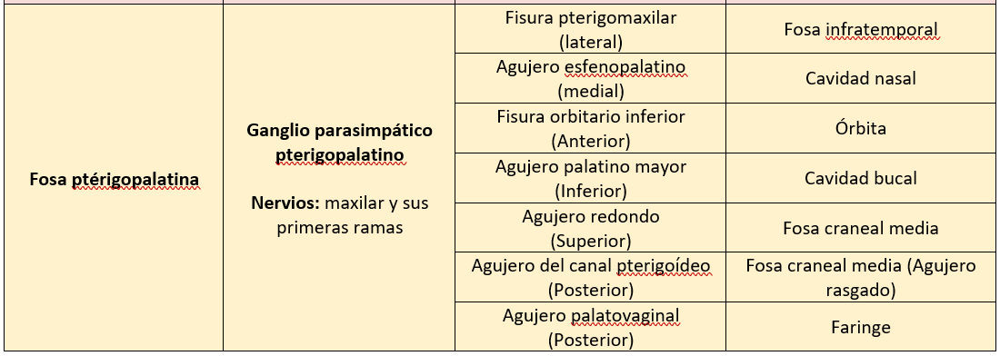 Fosa ptérigopalatina
Ganglio parasimpático
pterigopalatino
Nervios: maxilar y sus
primeras ramas
Fisura pterigomaxilar
(lateral)
Fosa infratemporal
Agujero esfenopalatino
(medial)
Cavidad nasal
Fisura orbitario inferior
(Anterior)
Órbita
Agujero palatino mayor
(Inferior)
Cavidad bucal
Agujero redondo
(Superior)
Fosa craneal media
Agujero del canal pterigoídeo
(Posterior)
Fosa craneal media (Agujero
rasgado)
Agujero palatovaginal
(Posterior)
Faringe